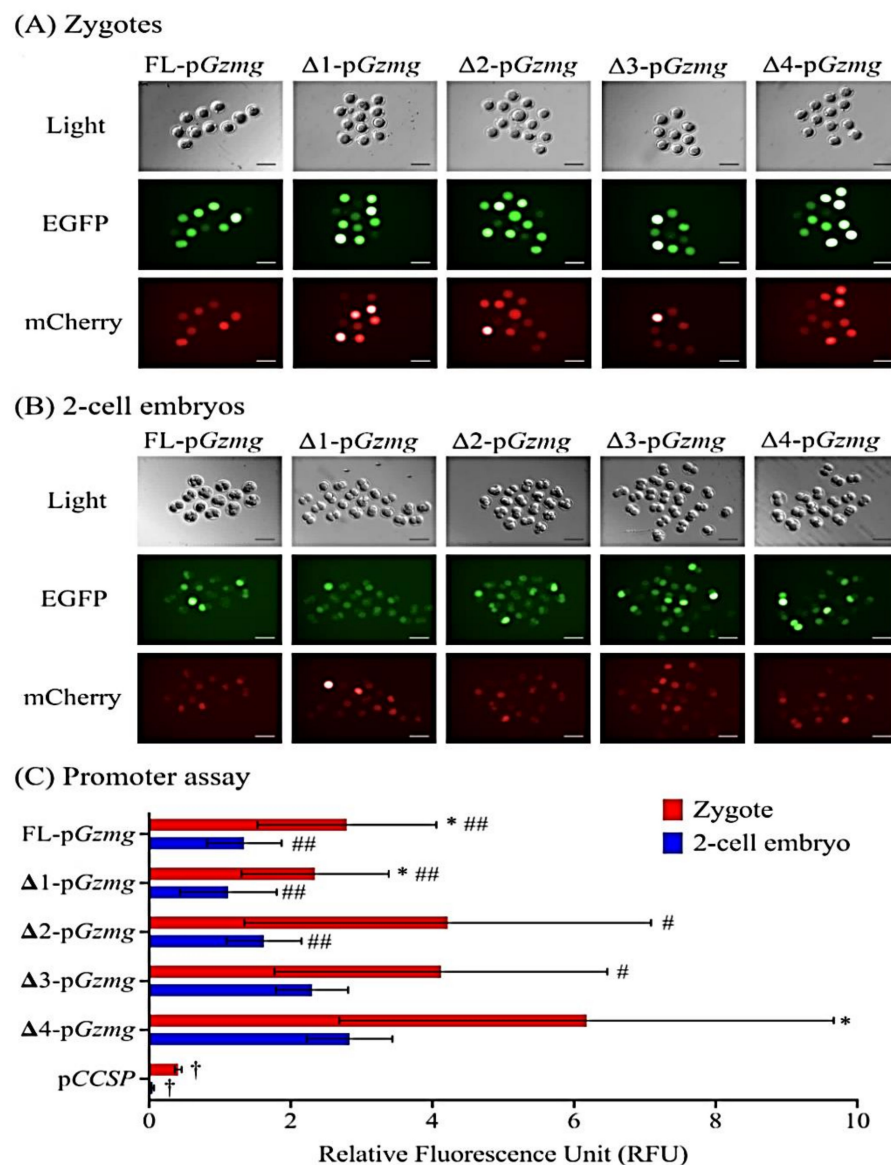 (A) Zygotes
FL-pGzmg Δ1-pGzmg Δ2-pGzmg Δ3-pGzmg Δ4-pGzmg
Light
EGFP
mCherry
(B) 2-cell embryos
FL-pGzmg Δ1-pGzmg Δ2-pGzmg Δ3-pGzmg Δ4-pGzmg
Light
EGFP
mCherry
(C) Promoter assay
Zygote
2-cell embryo
FL-pGzmg * ##
##
Δ1-pGzmg * ##
##
Δ2-pGzmg #
##
Δ3-pGzmg #
Δ4-pGzmg *
pCCSP †
†
0 2 4 6 8 10
Relative Fluorescence Unit (RFU)